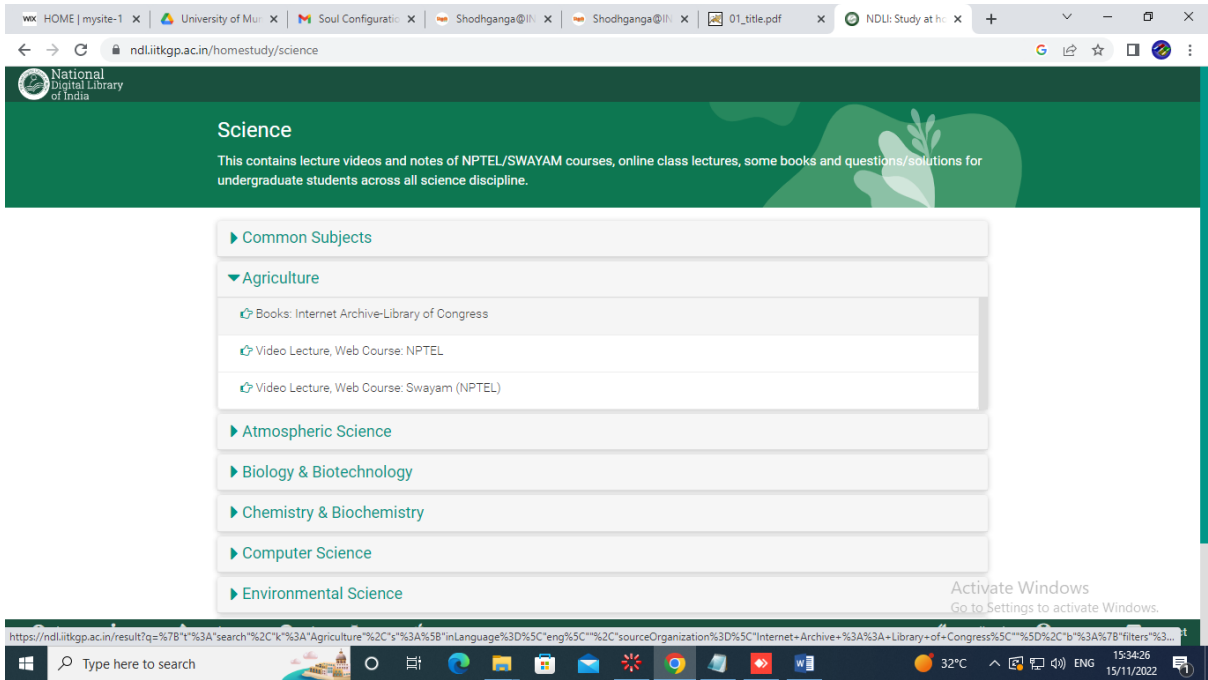 WIX HOME | mysite-1
University of Mur
Soul Configuratio
Shodhganga@IN
Shodhganga@IN
01_title.pdf
NDLI: Study at ho
ndl.iitkgp.ac.in/homestudy/science
National
Digital Library
of India
Science
This contains lecture videos and notes of NPTEL/SWAYAM courses, online class lectures, some books and questions/solutions for
undergraduate students across all science discipline.
Common Subjects
Agriculture
Books: Internet Archive-Library of Congress
Video Lecture, Web Course: NPTEL
Video Lecture, Web Course: Swayam (NPTEL)
Atmospheric Science
Biology & Biotechnology
Chemistry & Biochemistry
Computer Science
Environmental Science
Activate Windows
Go to Settings to activate Windows.
https://ndl.iitkgp.ac.in/result?q=%7B"t"%3A"search"%2C"k"%3A"Agriculture"%2C"s"%3A%5B"inLanguage%3D%5C"eng%5C""%2C"sourceOrganization%3D%5C"Internet+Archive+%3A%3A+Library+of+Congress%5C""%5D%2C"b"%3A%7B"filters"%3...
Type here to search
32°C
ENG
15:34:26
15/11/2022